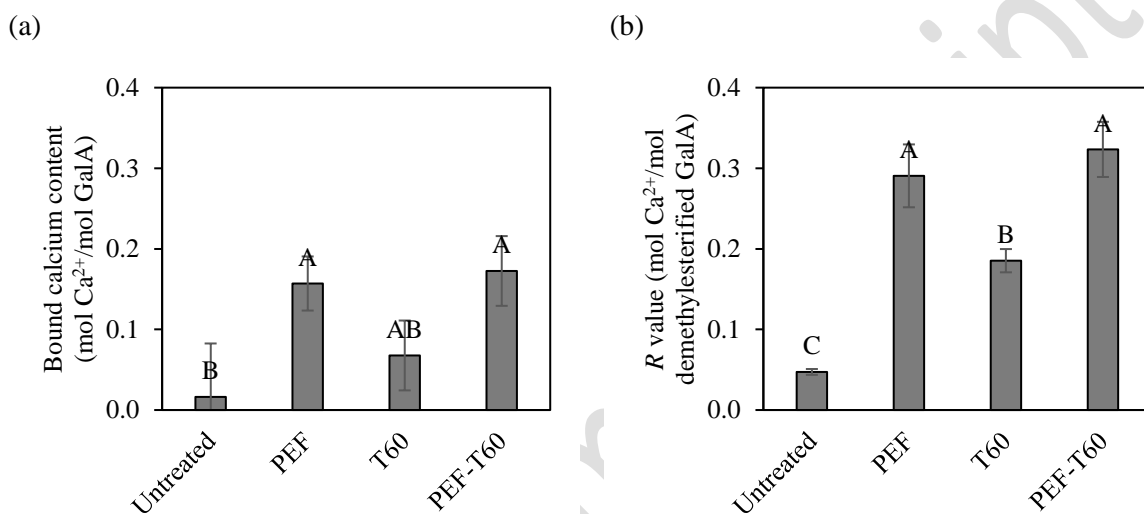 (a)
Bound calcium content
(mol Ca²⁺/mol GalA)
0.4
0.3
0.2
0.1
0.0
B
A
AB
A
Untreated
PEF
T60
PEF-T60
(b)
R value (mol Ca²⁺/mol
demethylesterified GalA)
0.4
0.3
0.2
0.1
0.0
C
A
B
A
Untreated
PEF
T60
PEF-T60